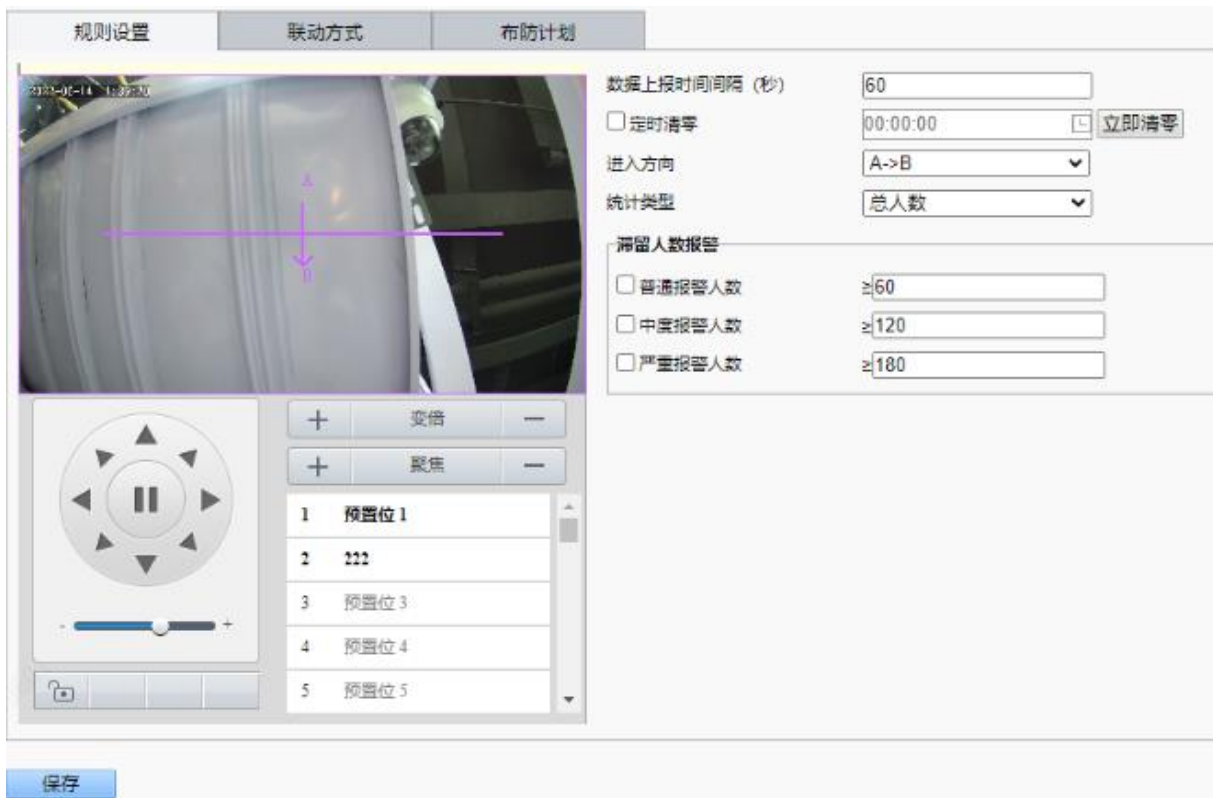 规则设置 联动方式 布防计划
数据上报时间间隔（秒） 60
定时清零 00:00:00 立即清零
进入方向 A->B
统计类型 总人数
滞留人数报警
普通报警人数 ≥60
中度报警人数 ≥120
严重报警人数 ≥180
A
B
+ 变倍 —
+ 聚焦 —
1 预置位 1
2 222
3 预置位 3
4 预置位 4
5 预置位 5
- +
保存